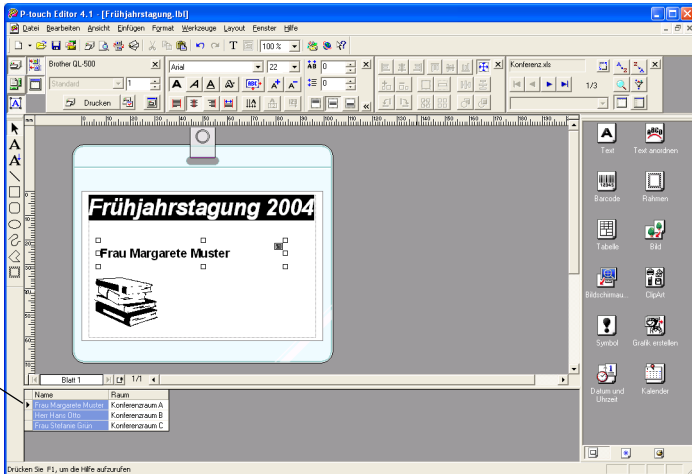 P-touch Editor 4.1 - [Frühjahrstagung.lbl]
Datei Bearbeiten Ansicht Einfügen Format Werkzeuge Layout Fenster Hilfe
100 %
Brother QL-500
Arial
22
0
Konferenz.xls
Standard
1
0
1/3
Drucken
Frühjahrstagung 2004
Frau Margarete Muster
Text
Text anordnen
Barcode
Rahmen
Tabelle
Bild
Bildschirmau...
ClipArt
Symbol
Grafik erstellen
Datum und Uhrzeit
Kalender
Blatt 1
1/1
Name Raum
Frau Margarete Muster Konferenzraum A
Herr Hans Otto Konferenzraum B
Frau Stefanie Grün Konferenzraum C
Drücken Sie F1, um die Hilfe aufzurufen